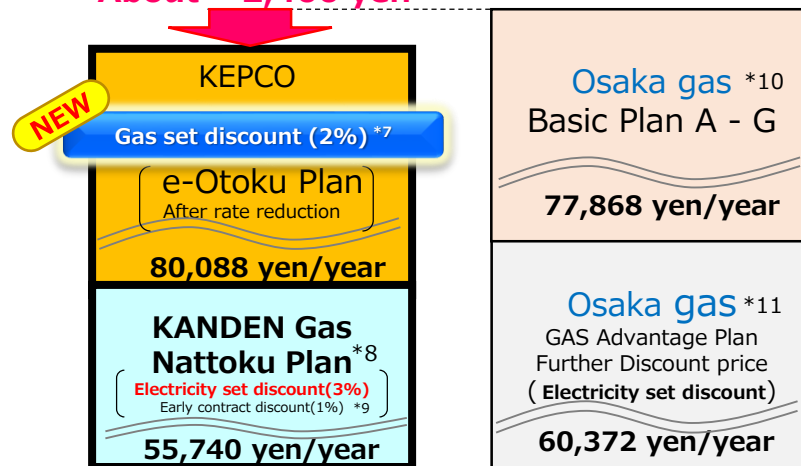 KEPCO
NEW
Gas set discount (2%) *7
e-Otoku Plan
After rate reduction
80,088 yen/year
KANDEN Gas
Nattoku Plan*8
Electricity set discount(3%)
Early contract discount(1%) *9
55,740 yen/year
Osaka gas *10
Basic Plan A - G
77,868 yen/year
Osaka gas *11
GAS Advantage Plan
Further Discount price
(Electricity set discount)
60,372 yen/year